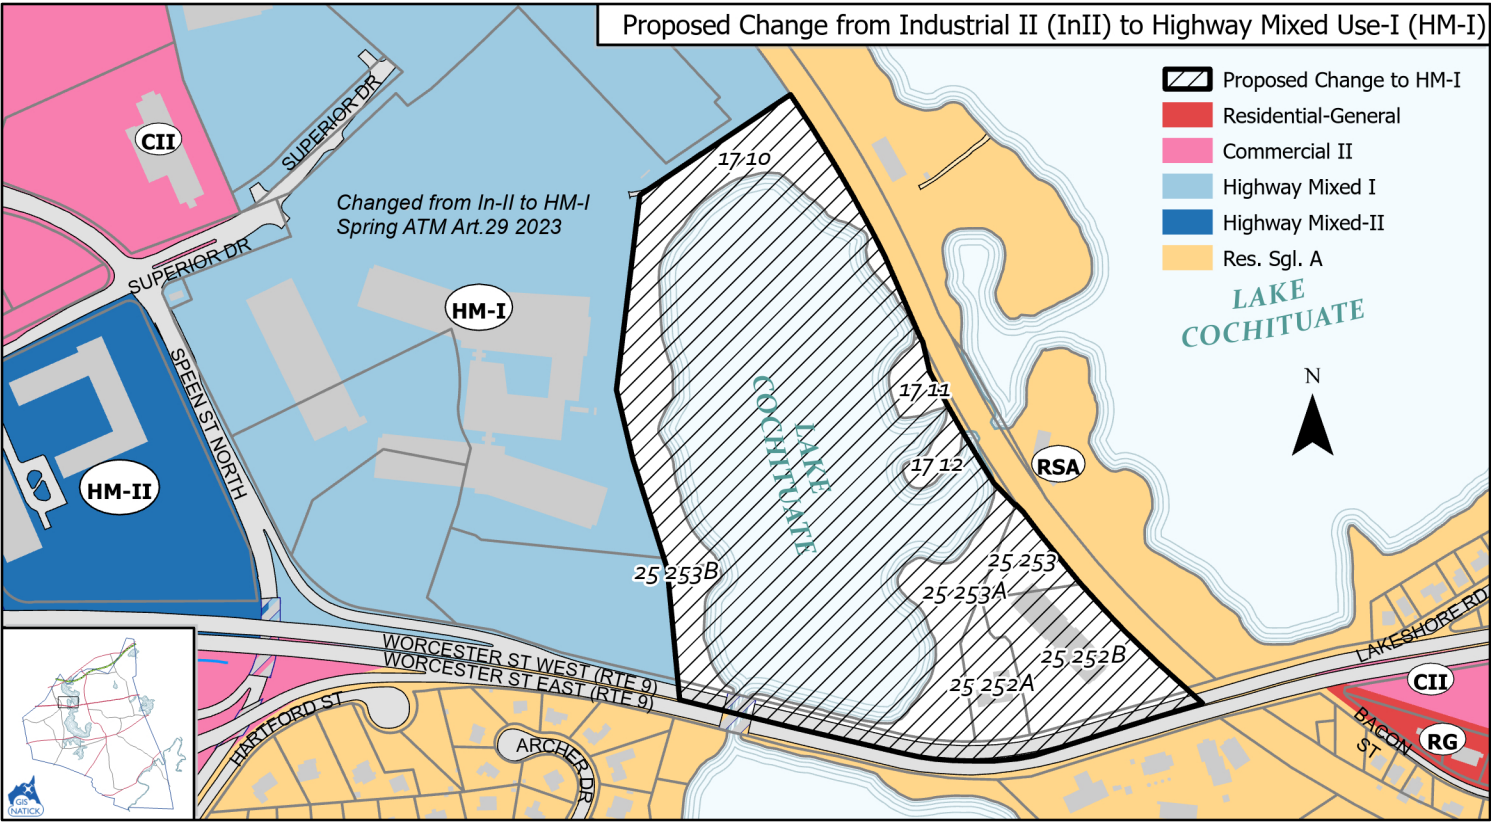 Proposed Change from Industrial II (InII) to Highway Mixed Use-I (HM-I)
Proposed Change to HM-I
Residential-General
Commercial II
Highway Mixed I
Highway Mixed-II
Res. Sgl. A
CII
SUPERIOR DR
17 10
Changed from In-II to HM-I
Spring ATM Art.29 2023
SUPERIOR DR
HM-I
LAKE
COCHITUATE
N
SPEEN ST NORTH
17 11
LAKE
COCHITUATE
17 12
RSA
HM-II
25 253B
25 253
25 253A
WORCESTER ST WEST (RTE 9)
WORCESTER ST EAST (RTE 9)
25 252B
25 252A
LAKESHORE RD
CII
HARTFORD ST
ARCHER DR
BACON
ST
RG
GIS
NATICK